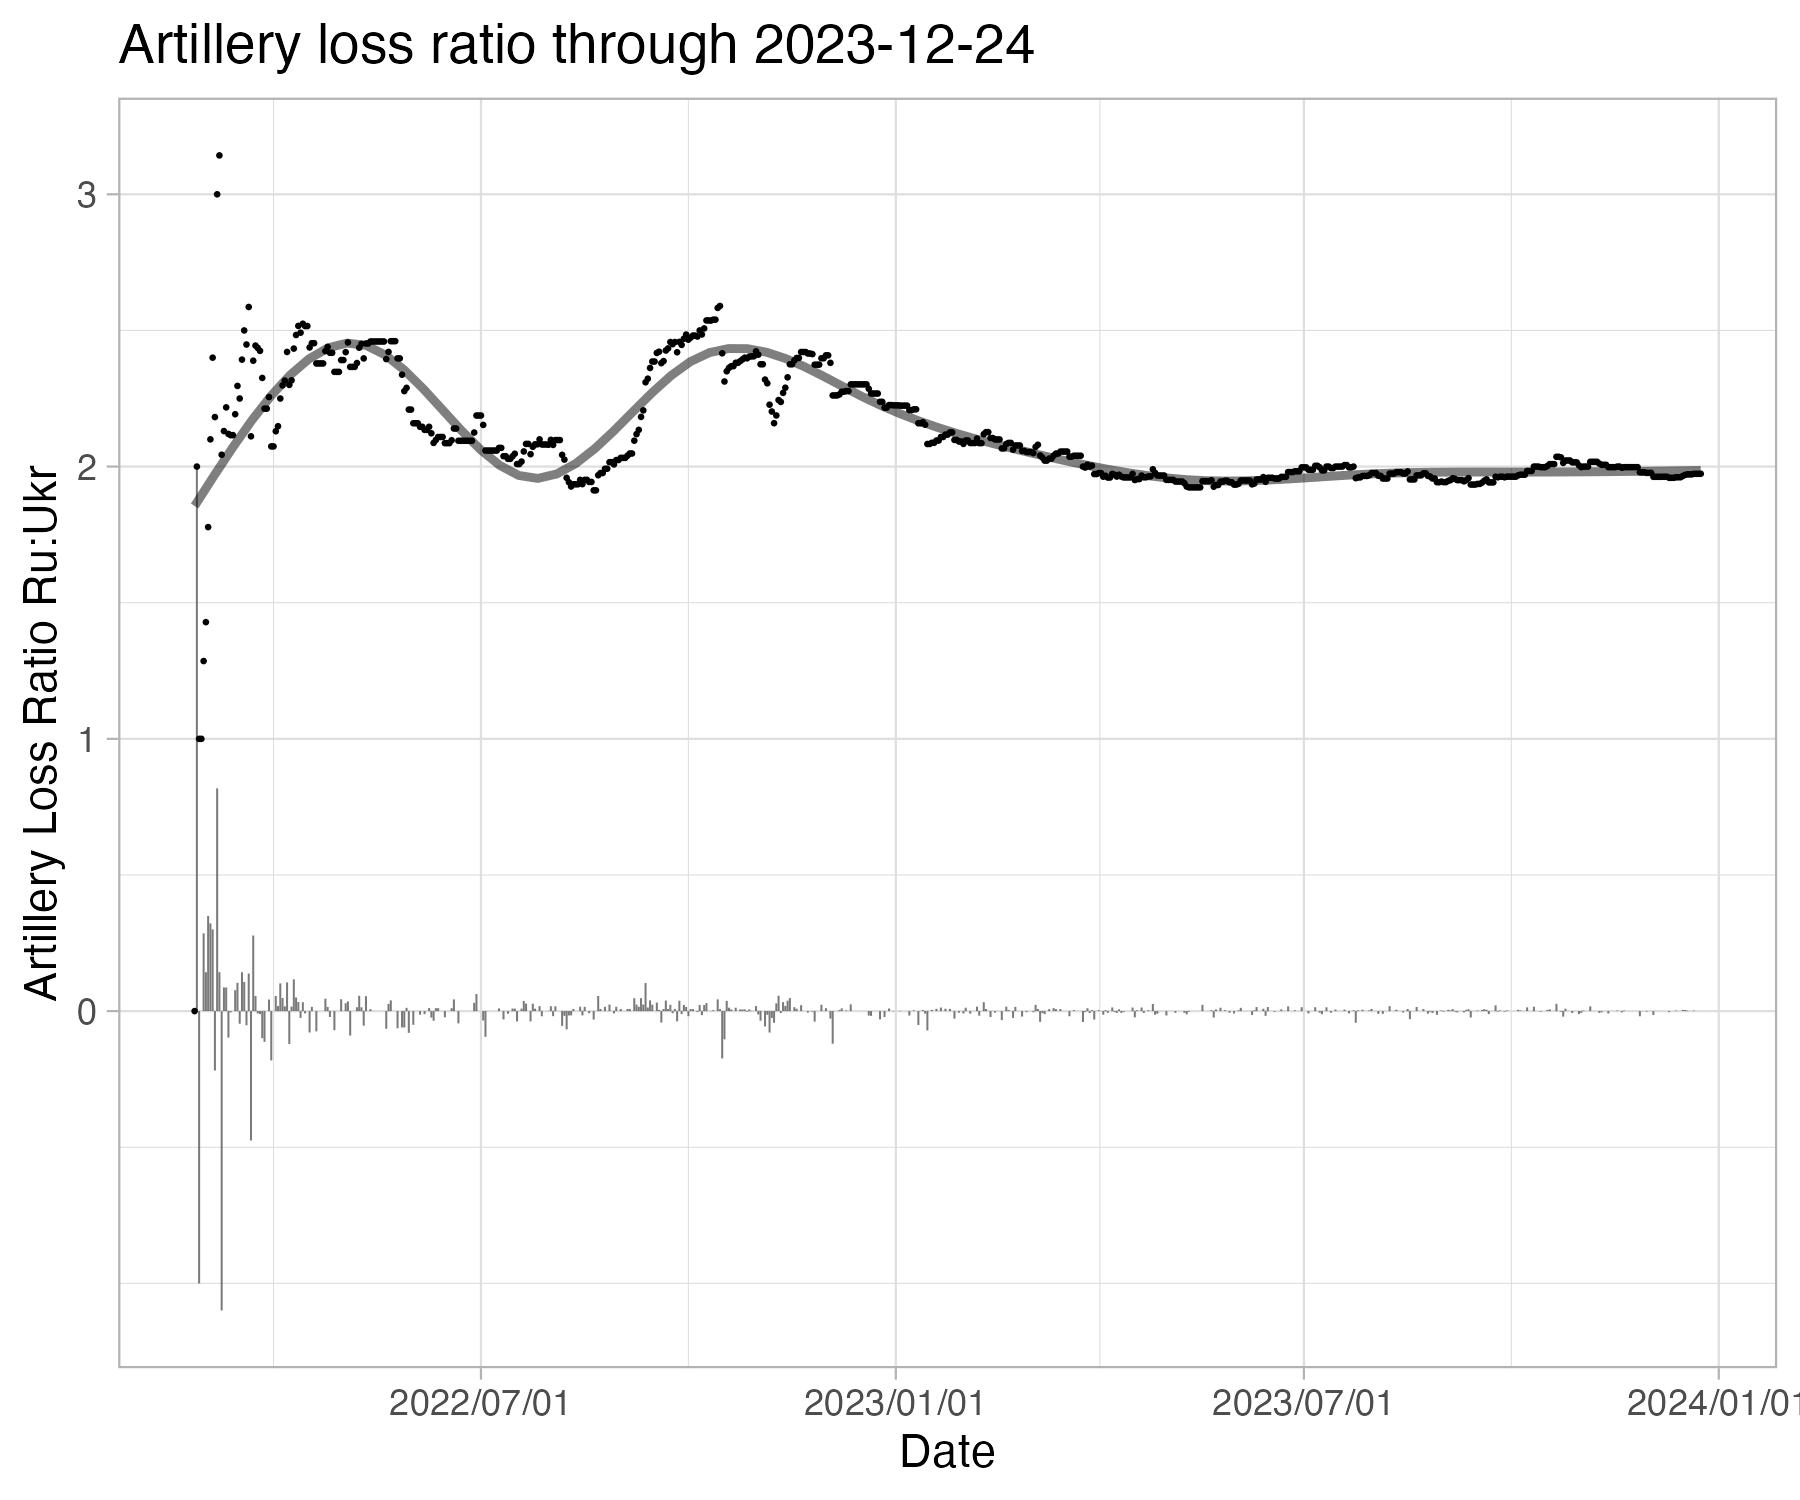 Artillery loss ratio through 2023-12-24
Artillery Loss Ratio Ru:Ukr
3
2
1
0
2022/07/01
2023/01/01
2023/07/01
2024/01/01
Date